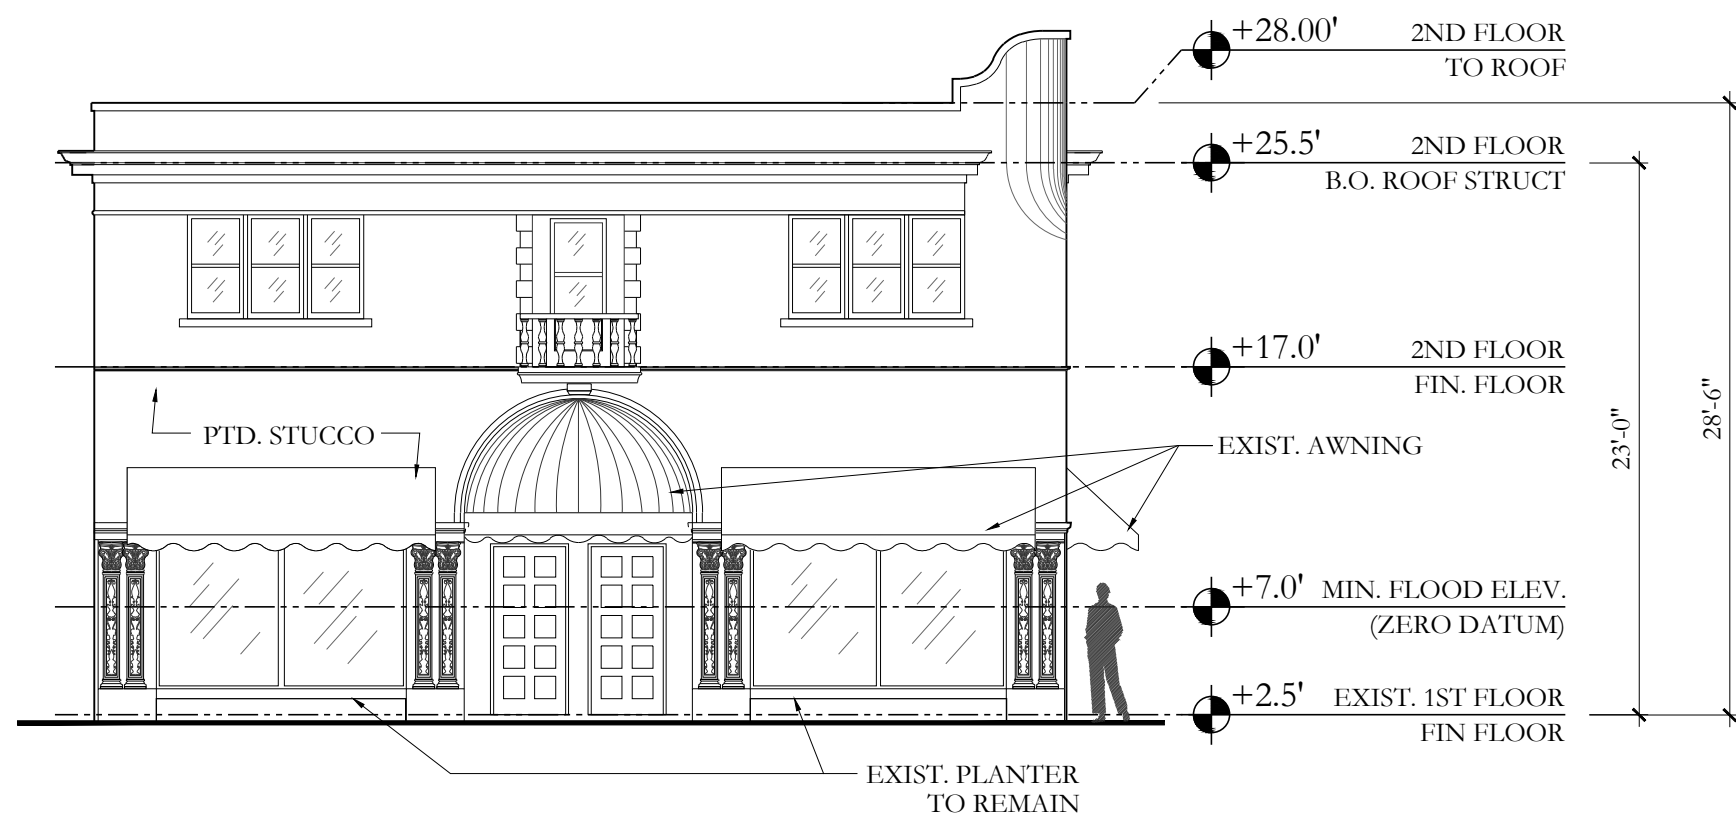 +28.00' 2ND FLOOR
TO ROOF
+25.5' 2ND FLOOR
B.O. ROOF STRUCT
+17.0' 2ND FLOOR
FIN. FLOOR
PTD. STUCCO
EXIST. AWNING
23'-0"
28'-6"
+7.0' MIN. FLOOD ELEV.
(ZERO DATUM)
+2.5' EXIST. 1ST FLOOR
FIN FLOOR
EXIST. PLANTER
TO REMAIN